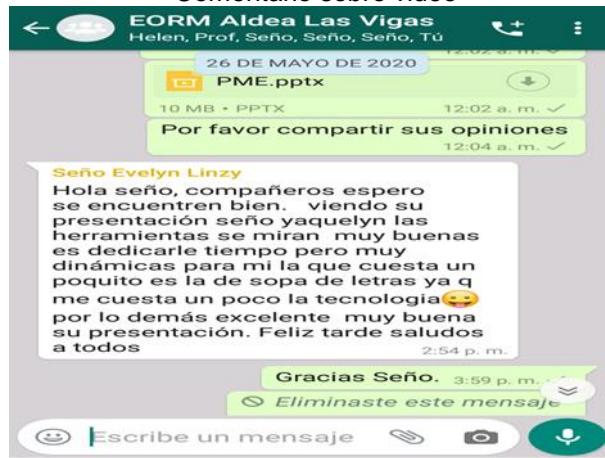 Comentario sobre video
EORM Aldea Las Vigas
Helen, Prof, Seño, Seño, Seño, Tú
12:02 a. m.
26 DE MAYO DE 2020
PME.pptx
10 MB • PPTX 12:02 a. m.
Por favor compartir sus opiniones
12:04 a. m.
Seño Evelyn Linzy
Hola seño, compañeros espero
se encuentren bien. viendo su
presentación seño yaquelyn las
herramientas se miran muy buenas
es dedicarle tiempo pero muy
dinámicas para mi la que cuesta un
poquito es la de sopa de letras ya q
me cuesta un poco la tecnologia😜
por lo demás excelente muy buena
su presentación. Feliz tarde saludos
a todos 2:54 p. m.
Gracias Seño. 3:59 p. m.
Eliminaste este mensaje
Escribe un mensaje